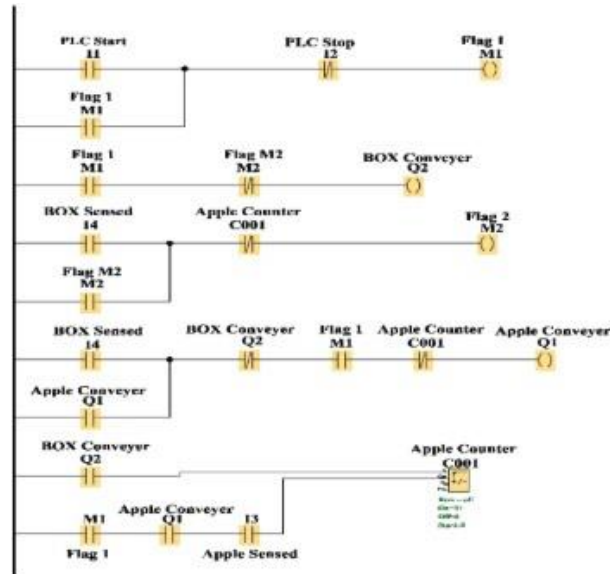 PLC Start
I1
PLC Stop
I2
Flag 1
M1
Flag 1
M1
Flag 1
M1
Flag M2
M2
BOX Conveyer
Q2
BOX Sensed
I4
Apple Counter
C001
Flag 2
M2
Flag M2
M2
BOX Sensed
I4
BOX Conveyer
Q2
Flag 1
M1
Apple Counter
C001
Apple Conveyer
Q1
Apple Conveyer
Q1
BOX Conveyer
Q2
Apple Counter
C001
+/-
M1
Flag 1
Apple Conveyer
Q1
I3
Apple Sensed